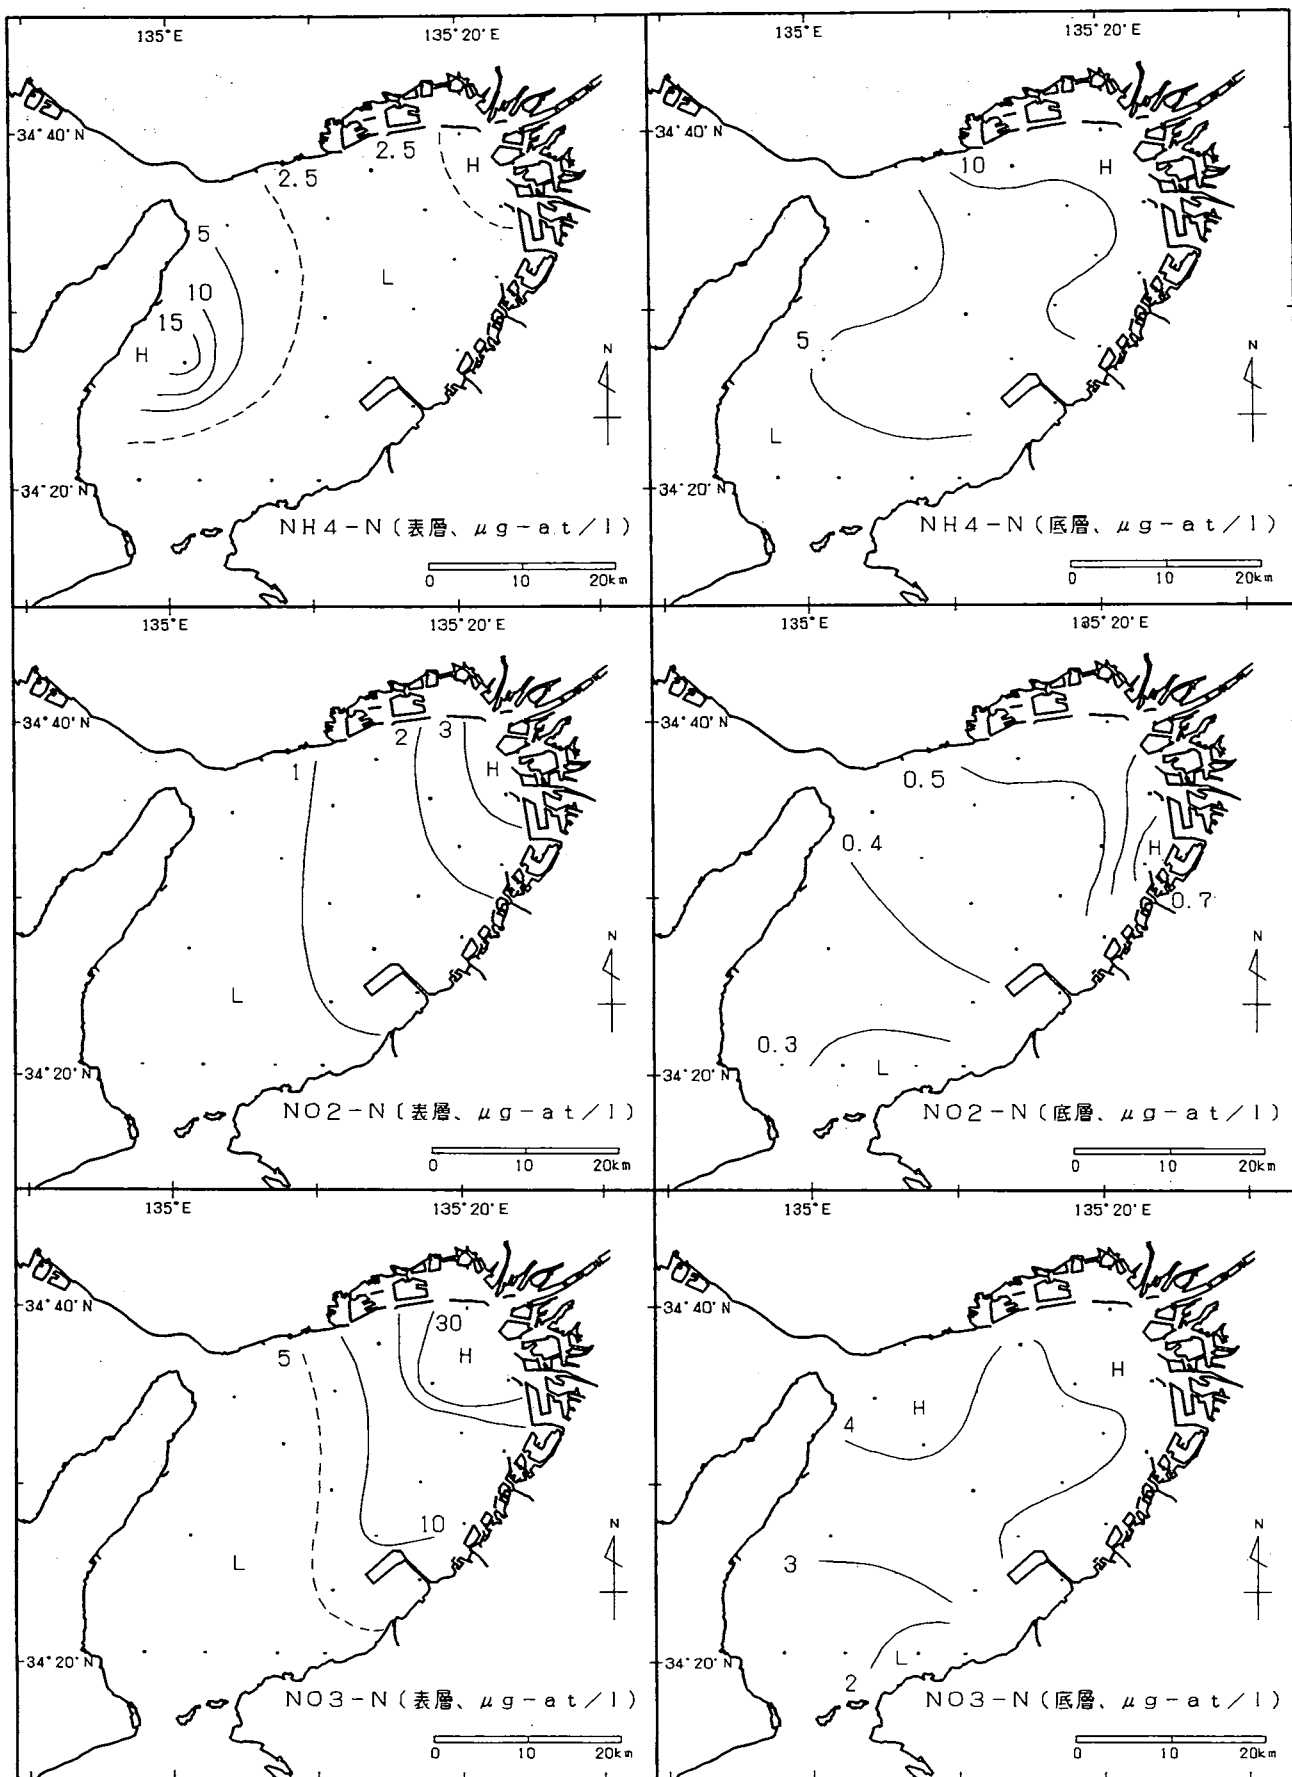 135°E 135°20'E 135°E 135°20'E
34°40'N 34°40'N
2.5
2.5
H
5
L
10
15
H
N
34°20'N
NH4-N(表層、μg-at/l)
0 10 20km
10
H
5
L
N
34°20'N
NH4-N(底層、μg-at/l)
0 10 20km
135°E 135°20'E 135°E 135°20'E
34°40'N 34°40'N
1
2
3
H
L
N
34°20'N
NO2-N(表層、μg-at/l)
0 10 20km
0.5
0.4
H
0.7
N
0.3
L
34°20'N
NO2-N(底層、μg-at/l)
0 10 20km
135°E 135°20'E 135°E 135°20'E
34°40'N 34°40'N
30
5
H
10
L
N
34°20'N
NO3-N(表層、μg-at/l)
0 10 20km
H
H
4
3
N
L
2
34°20'N
NO3-N(底層、μg-at/l)
0 10 20km